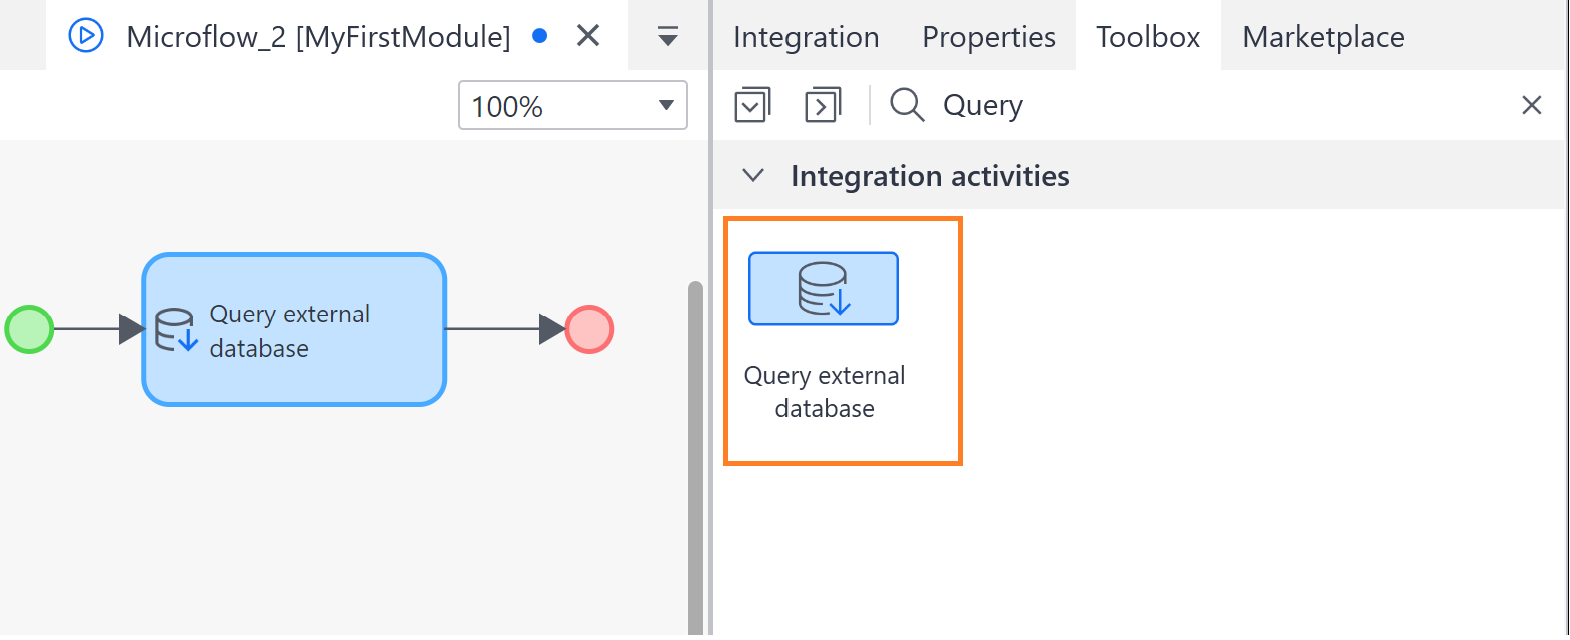 Microflow_2 [MyFirstModule]
Integration
Properties
Toolbox
Marketplace
100%
Query
Integration activities
Query external
database
Query external
database